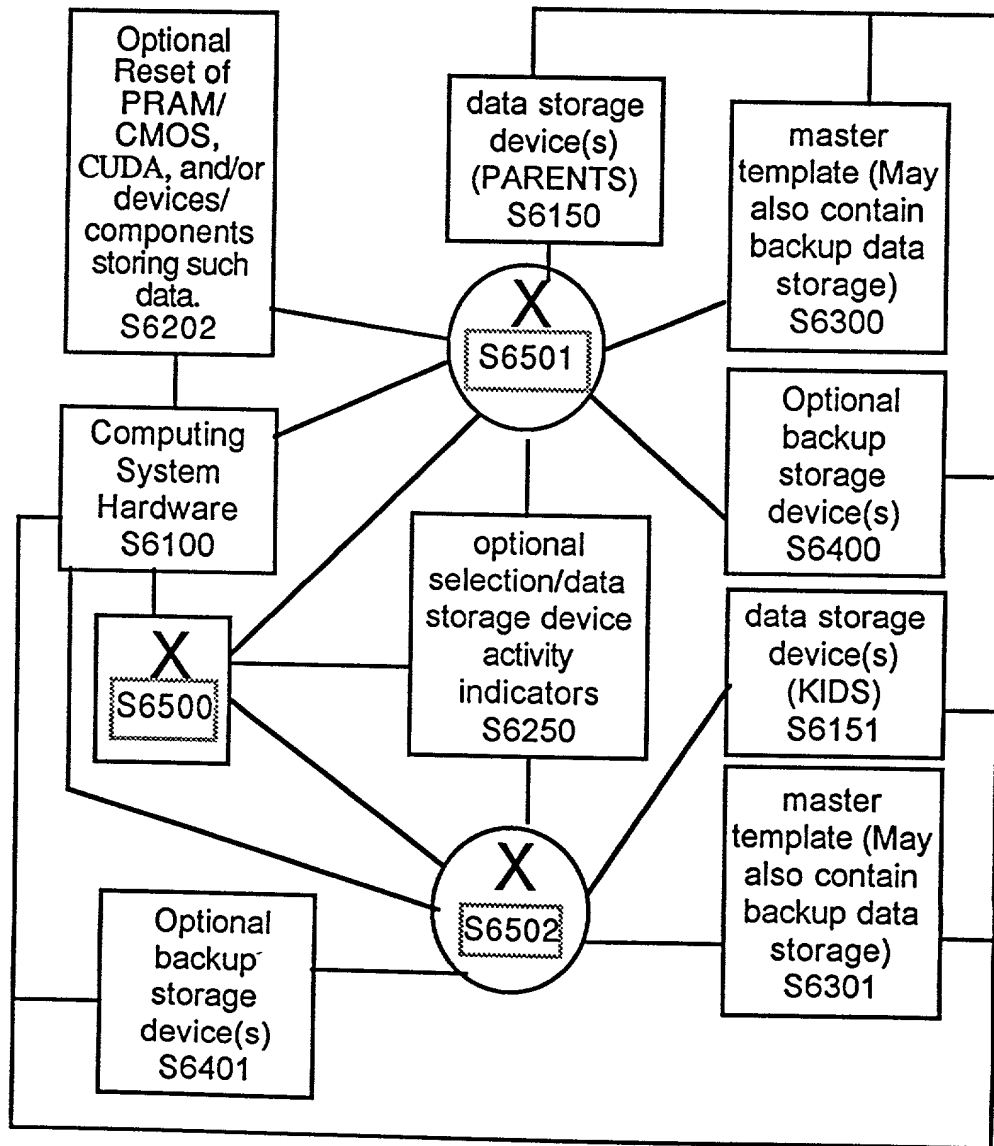 Optional
Reset of
PRAM/
CMOS,
CUDA, and/or
devices/
components
storing such
data.
S6202
data storage
device(s)
(PARENTS)
S6150
master
template (May
also contain
backup data
storage)
S6300
X
S6501
Computing
System
Hardware
S6100
Optional
backup
storage
device(s)
S6400
optional
selection/data
storage device
activity
indicators
S6250
X
S6500
data storage
device(s)
(KIDS)
S6151
master
template (May
also contain
backup data
storage)
S6301
X
S6502
Optional
backup
storage
device(s)
S6401